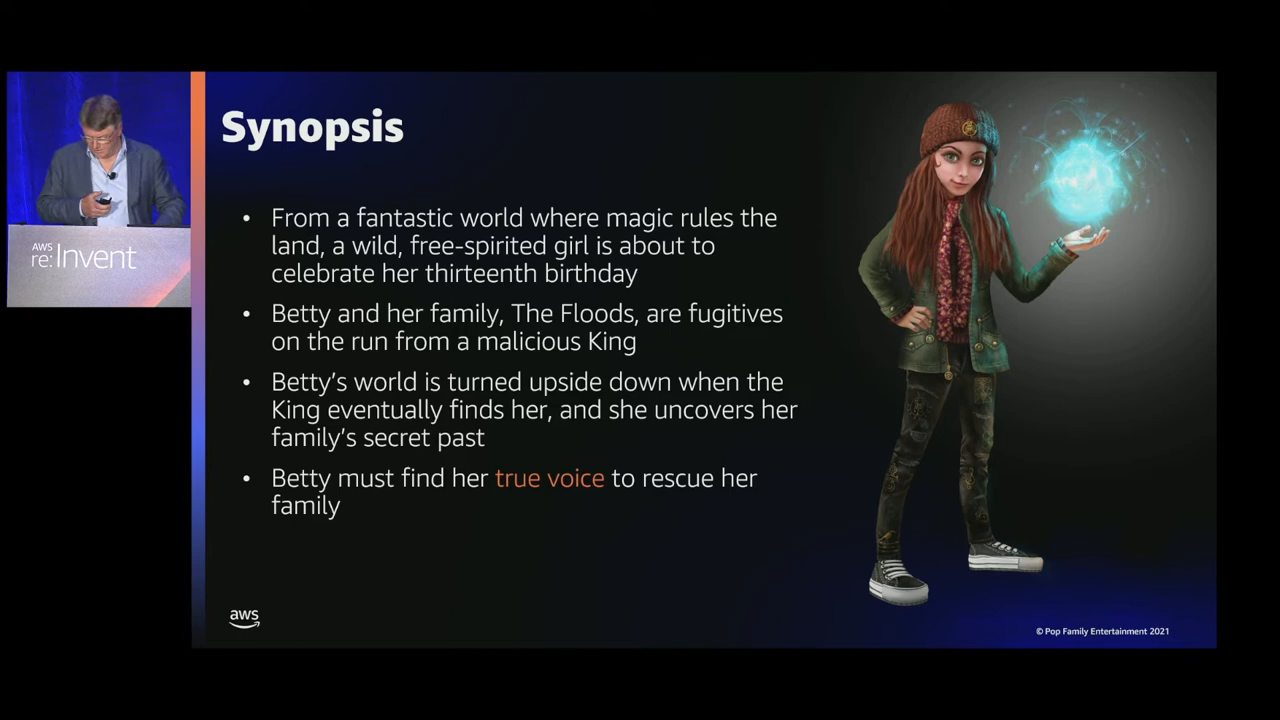 Synopsis
• From a fantastic world where magic rules the
land, a wild, free-spirited girl is about to
celebrate her thirteenth birthday
• Betty and her family, The Floods, are fugitives
on the run from a malicious King
• Betty’s world is turned upside down when the
King eventually finds her, and she uncovers her
family’s secret past
• Betty must find her true voice to rescue her
family
AWS
re:Invent
aws
© Pop Family Entertainment 2021